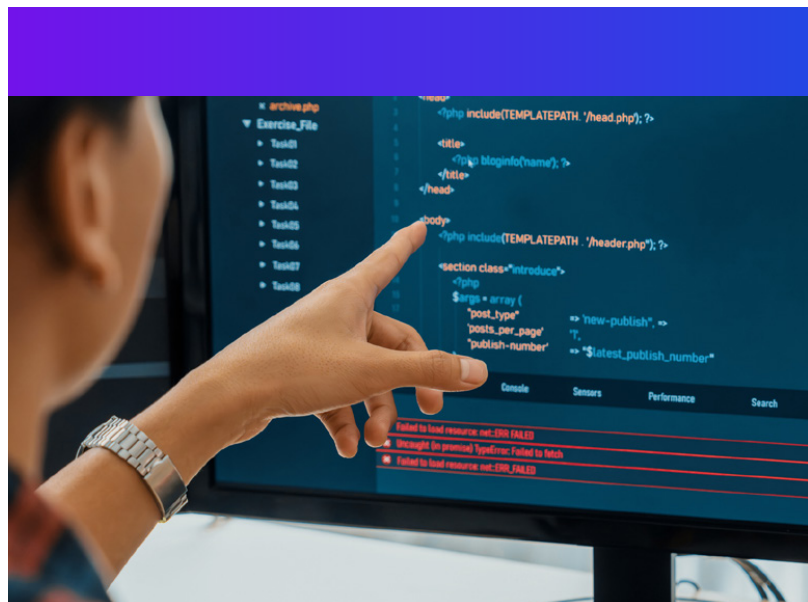 archive.php
Exercise_File
Task01
Task02
Task03
Task04
Task05
Task06
Task07
Task08
<head>
<?php include(TEMPLATEPATH. '/head.php'); ?>
<title>
<?php bloginfo('name'); ?>
</title>
</head>
<body>
<?php include(TEMPLATEPATH . '/header.php"); ?>
<section class="introduce">
<?php
$args = array (
"post_type" => 'new-publish", =>
'posts_per_page' '1',
"publish-number' => "$latest_publish_number"
Console Sensors Performance Search
Failed to load resource: net::ERR FAILED
Uncaught (in promise) TypeError: Failed to fetch
Failed to load resource: net::ERR_FAILED